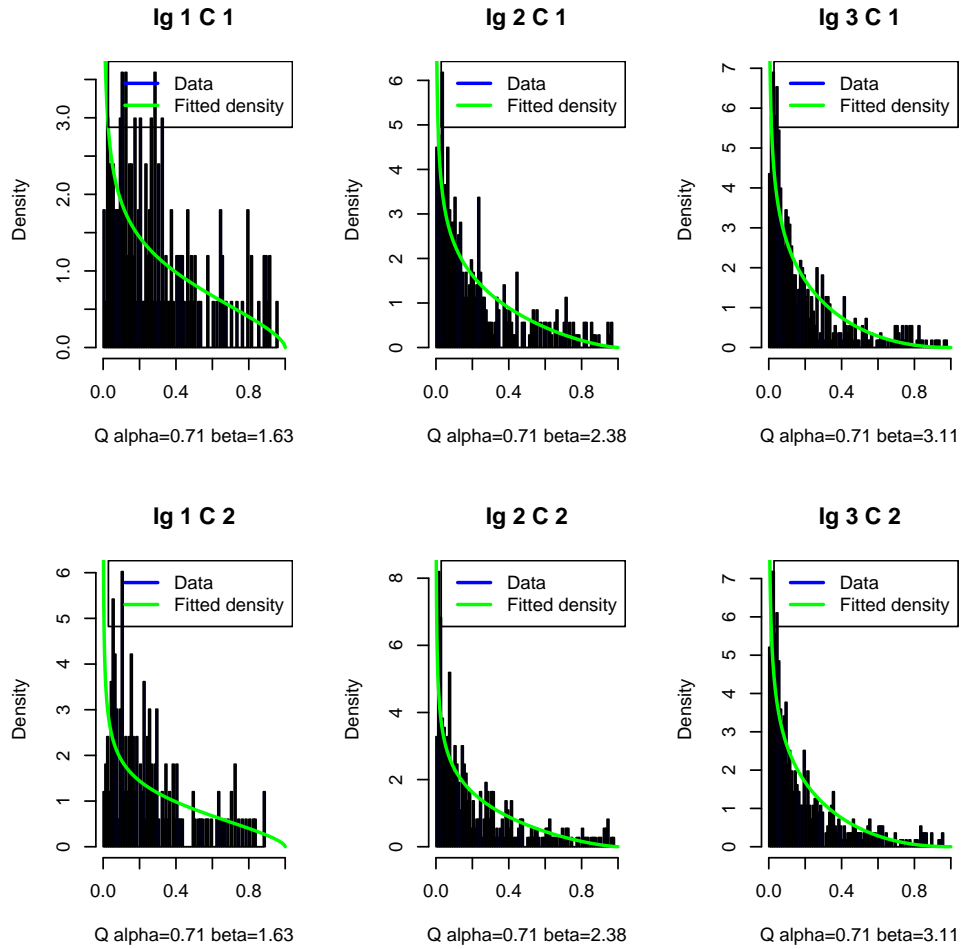 Ig 1 C 1
Data
Fitted density
Density
0.0
1.0
2.0
3.0
0.0 0.4 0.8
Q alpha=0.71 beta=1.63
Ig 2 C 1
Data
Fitted density
Density
0 1 2 3 4 5 6
0.0 0.4 0.8
Q alpha=0.71 beta=2.38
Ig 3 C 1
Data
Fitted density
Density
0 1 2 3 4 5 6 7
0.0 0.4 0.8
Q alpha=0.71 beta=3.11
Ig 1 C 2
Data
Fitted density
Density
0 1 2 3 4 5 6
0.0 0.4 0.8
Q alpha=0.71 beta=1.63
Ig 2 C 2
Data
Fitted density
Density
0 2 4 6 8
0.0 0.4 0.8
Q alpha=0.71 beta=2.38
Ig 3 C 2
Data
Fitted density
Density
0 1 2 3 4 5 6 7
0.0 0.4 0.8
Q alpha=0.71 beta=3.11